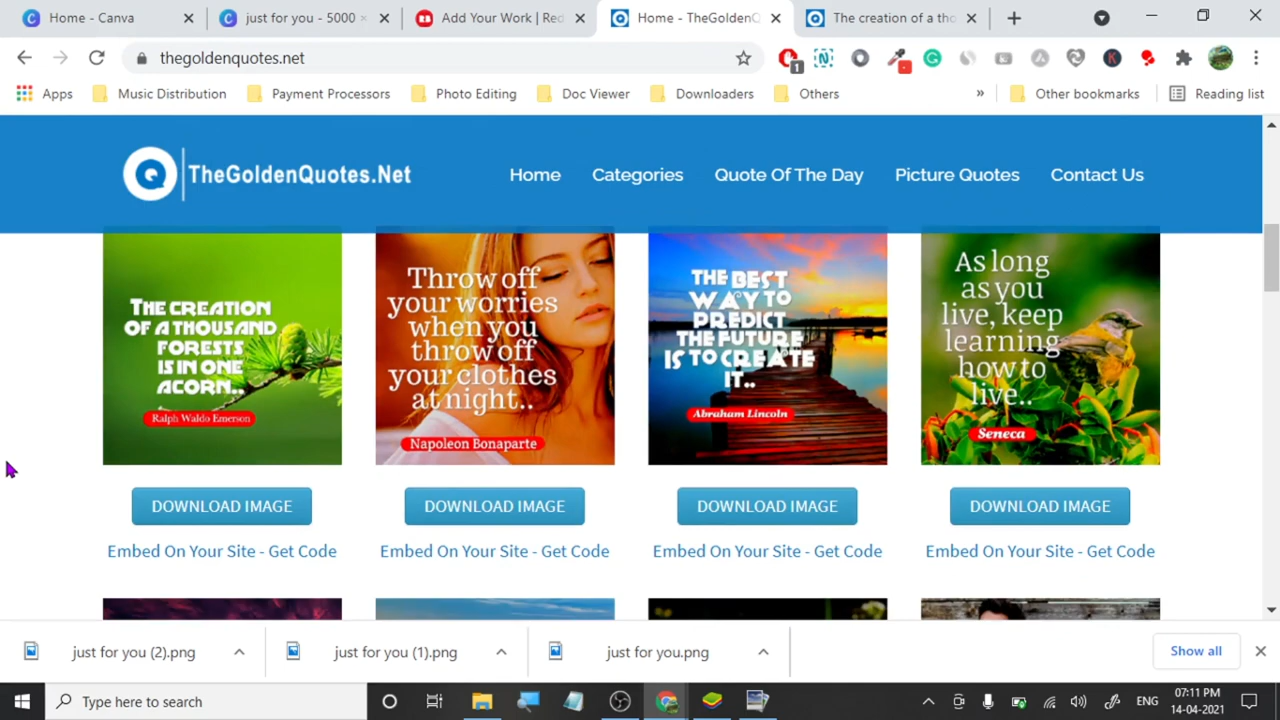 Home - Canva
just for you - 5000
Add Your Work | Red
Home - TheGoldenQ
The creation of a tho
thegoldenquotes.net
1
Apps
Music Distribution
Payment Processors
Photo Editing
Doc Viewer
Downloaders
Others
»
Other bookmarks
Reading list
TheGoldenQuotes.Net
Home
Categories
Quote Of The Day
Picture Quotes
Contact Us
THE CREATION
OF A THOUSAND
FORESTS
IS IN ONE
ACORN..
Ralph Waldo Emerson
Throw off
your worries
when you
throw off
your clothes
at night..
Napoleon Bonaparte
THE BEST
WAY TO
PREDICT
THE FUTURE
IS TO CREATE
IT..
Abraham Lincoln
As long
as you
live, keep
learning
how to
live..
Seneca
DOWNLOAD IMAGE
DOWNLOAD IMAGE
DOWNLOAD IMAGE
DOWNLOAD IMAGE
Embed On Your Site - Get Code
Embed On Your Site - Get Code
Embed On Your Site - Get Code
Embed On Your Site - Get Code
just for you (2).png
just for you (1).png
just for you.png
Show all
Type here to search
ENG
07:11 PM
14-04-2021